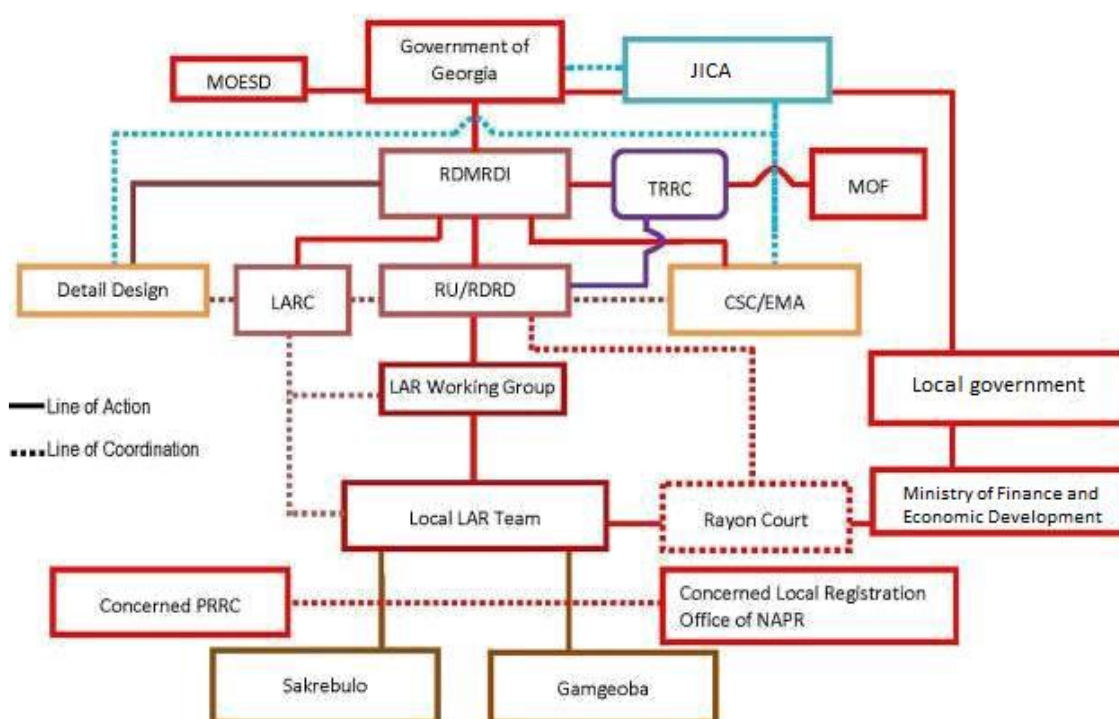 Government of
Georgia
MOESD
JICA
RDMRDI
TRRC
MOF
Detail Design
LARC
RU/RDRD
CSC/EMA
LAR Working Group
Local government
Line of Action
Line of Coordination
Local LAR Team
Rayon Court
Ministry of Finance and
Economic Development
Concerned PRRC
Concerned Local Registration
Office of NAPR
Sakrebulo
Gamgeoba